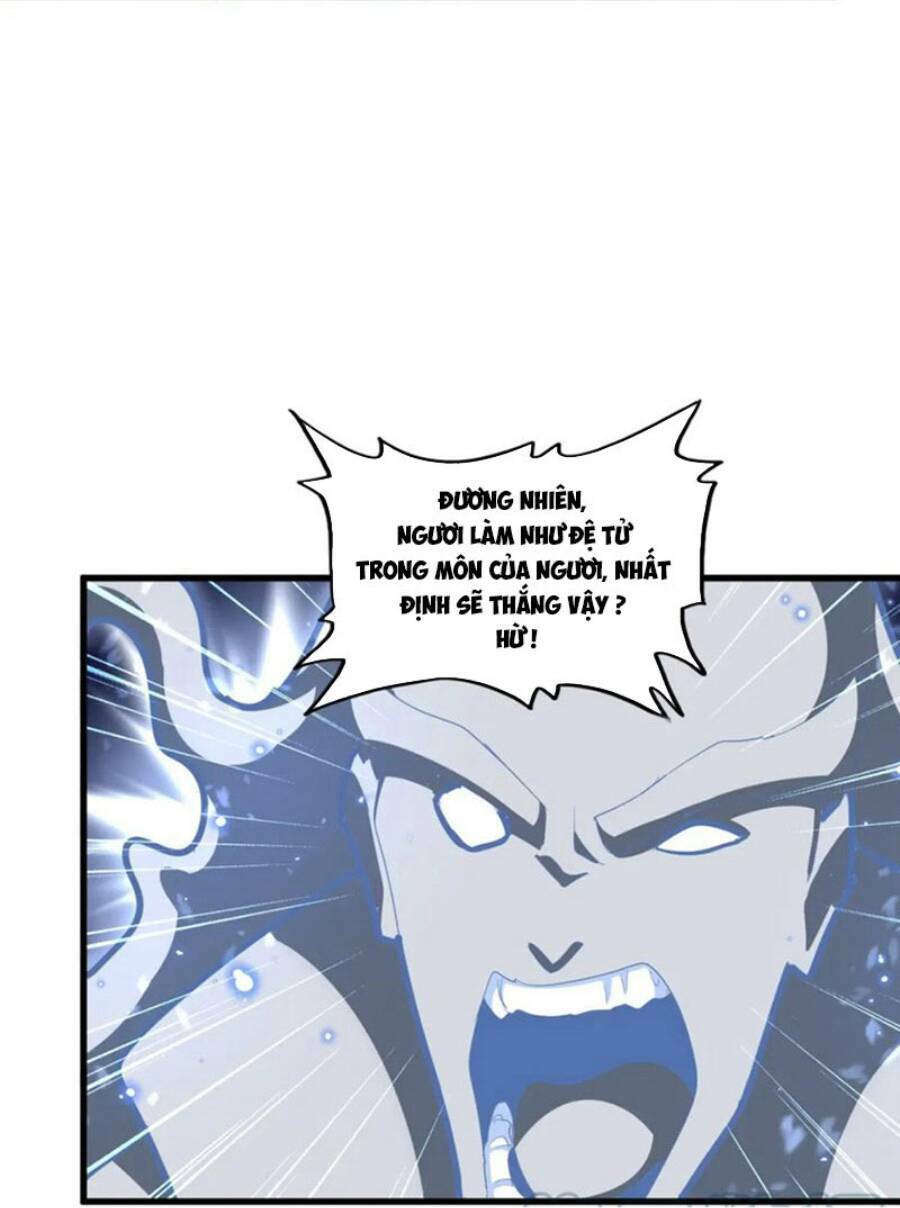 ĐƯƠNG NHIÊN,
NGƯƠI LÀM NHƯ ĐỆ TỬ
TRONG MÔN CỦA NGƯƠI, NHẤT
ĐỊNH SẼ THẮNG VẬY ?
HỪ !